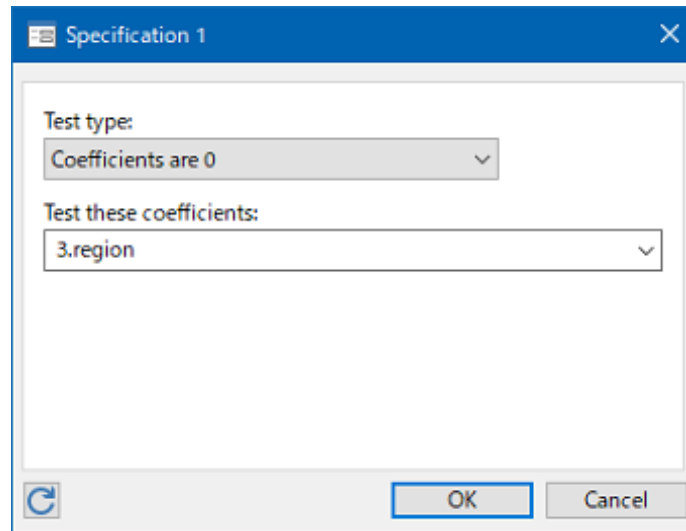 Specification 1
Test type:
Coefficients are 0
Test these coefficients:
3.region
OK
Cancel